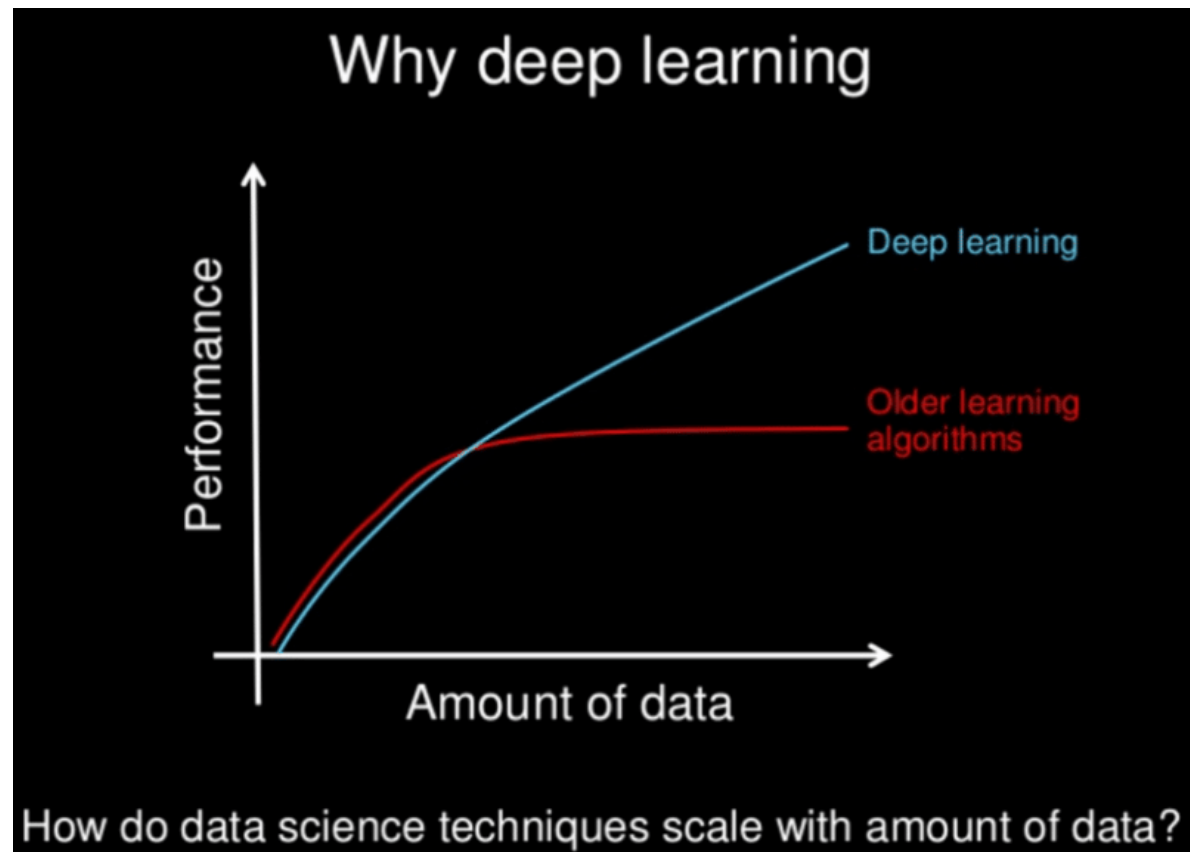 Why deep learning
Performance
Deep learning
Older learning
algorithms
Amount of data
How do data science techniques scale with amount of data?